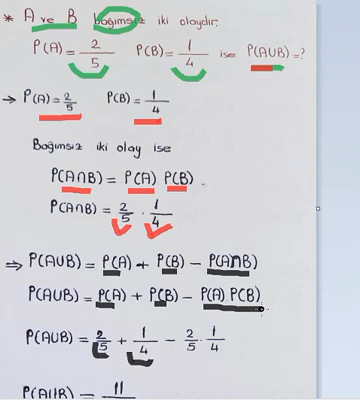 * A ve B bağımsız iki olaydır.
P(A) = 2/5 P(B) = 1/4 ise P(A∪B) = ?
→ P(A) = 2/5 P(B) = 1/4
Bağımsız iki olay ise
P(A∩B) = P(A) P(B).
P(A∩B) = 2/5 . 1/4
⇒ P(A∪B) = P(A) + P(B) - P(A∩B)
P(A∪B) = P(A) + P(B) - P(A) P(B)
P(A∪B) = 2/5 + 1/4 - 2/5 . 1/4
P(A∪B) = 11